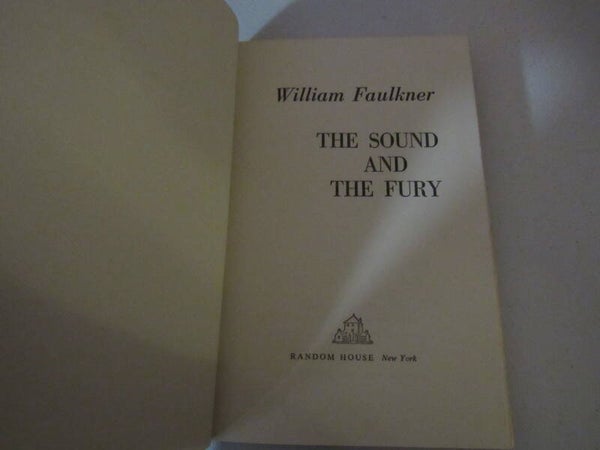 William Faulkner
THE SOUND
AND
THE FURY
RANDOM HOUSE New York